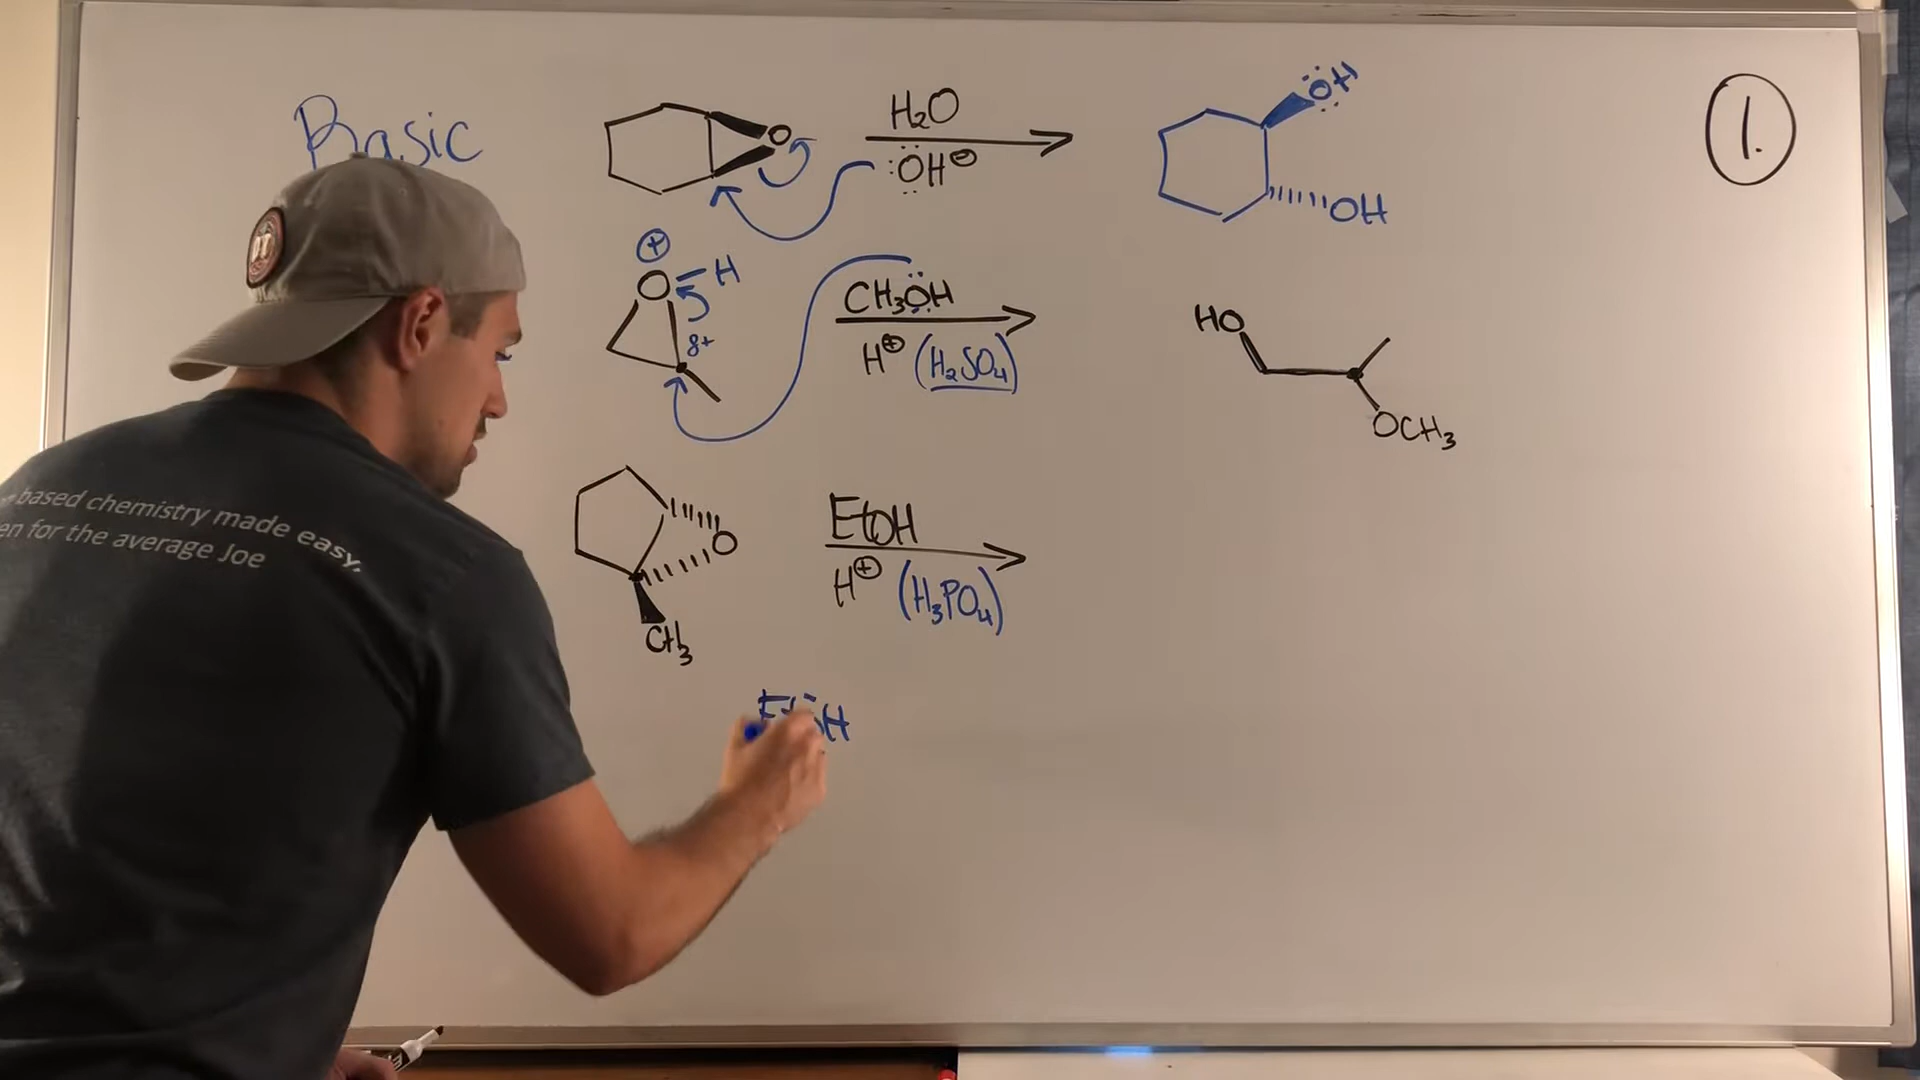 Basic
O
H₂O
:ÖH⊖
ÖH
OH
1.
⊕
O
H
δ+
CH₃ÖH
H⊕ (H₂SO₄)
HO
OCH₃
O
CH₃
EtOH
H⊕ (H₃PO₄)
based chemistry made easy.
en for the average Joe